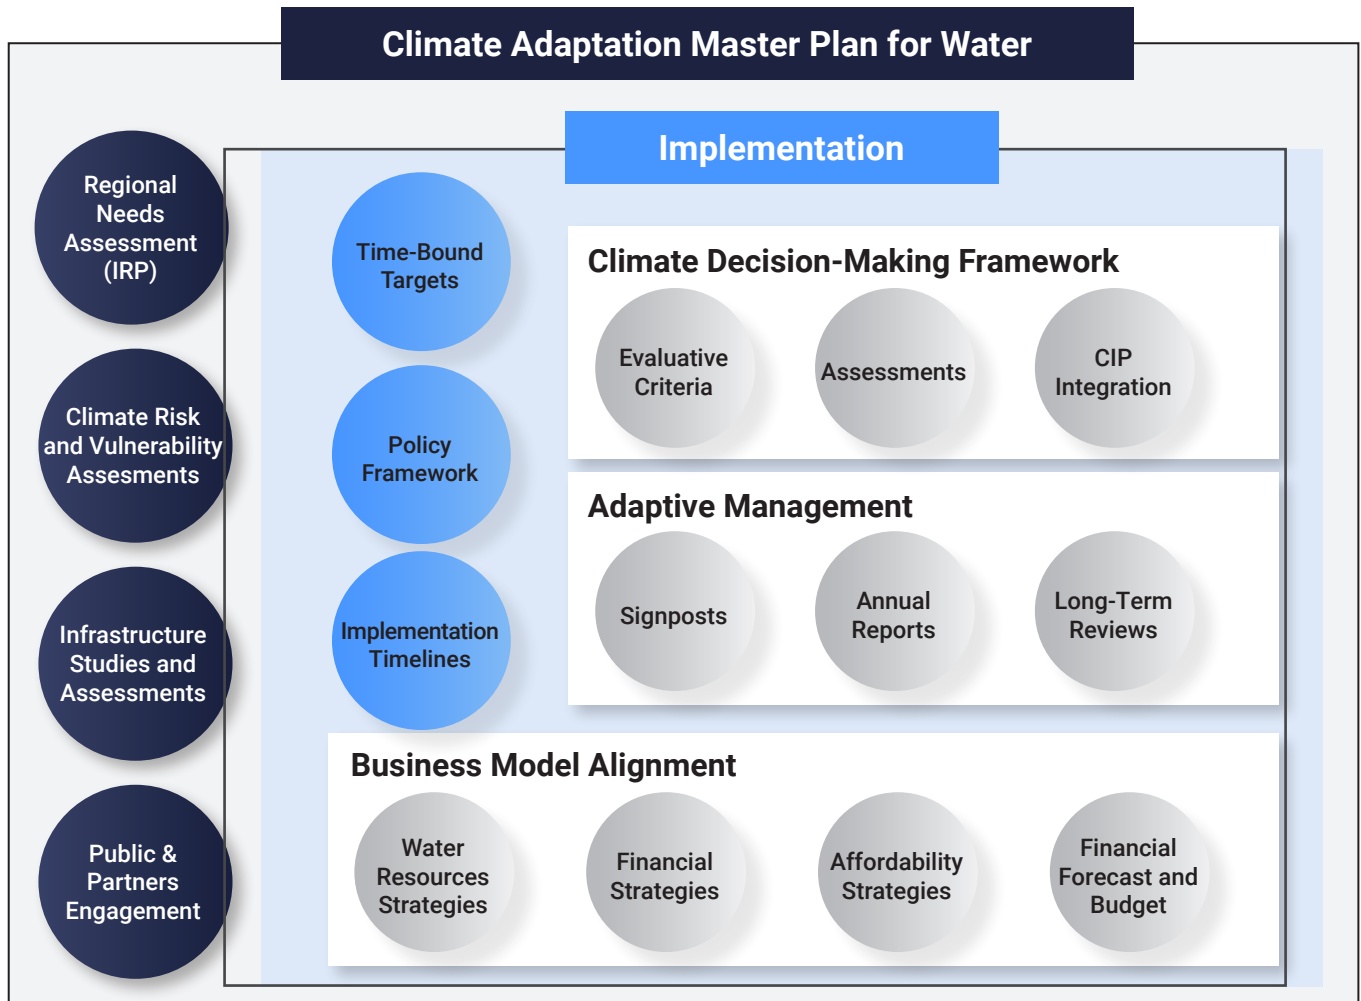 Climate Adaptation Master Plan for Water
Regional
Needs
Assessment
(IRP)
Climate Risk
and Vulnerability
Assesments
Infrastructure
Studies and
Assessments
Public &
Partners
Engagement
Implementation
Time-Bound
Targets
Policy
Framework
Implementation
Timelines
Climate Decision-Making Framework
Evaluative
Criteria
Assessments
CIP
Integration
Adaptive Management
Signposts
Annual
Reports
Long-Term
Reviews
Business Model Alignment
Water
Resources
Strategies
Financial
Strategies
Affordability
Strategies
Financial
Forecast and
Budget